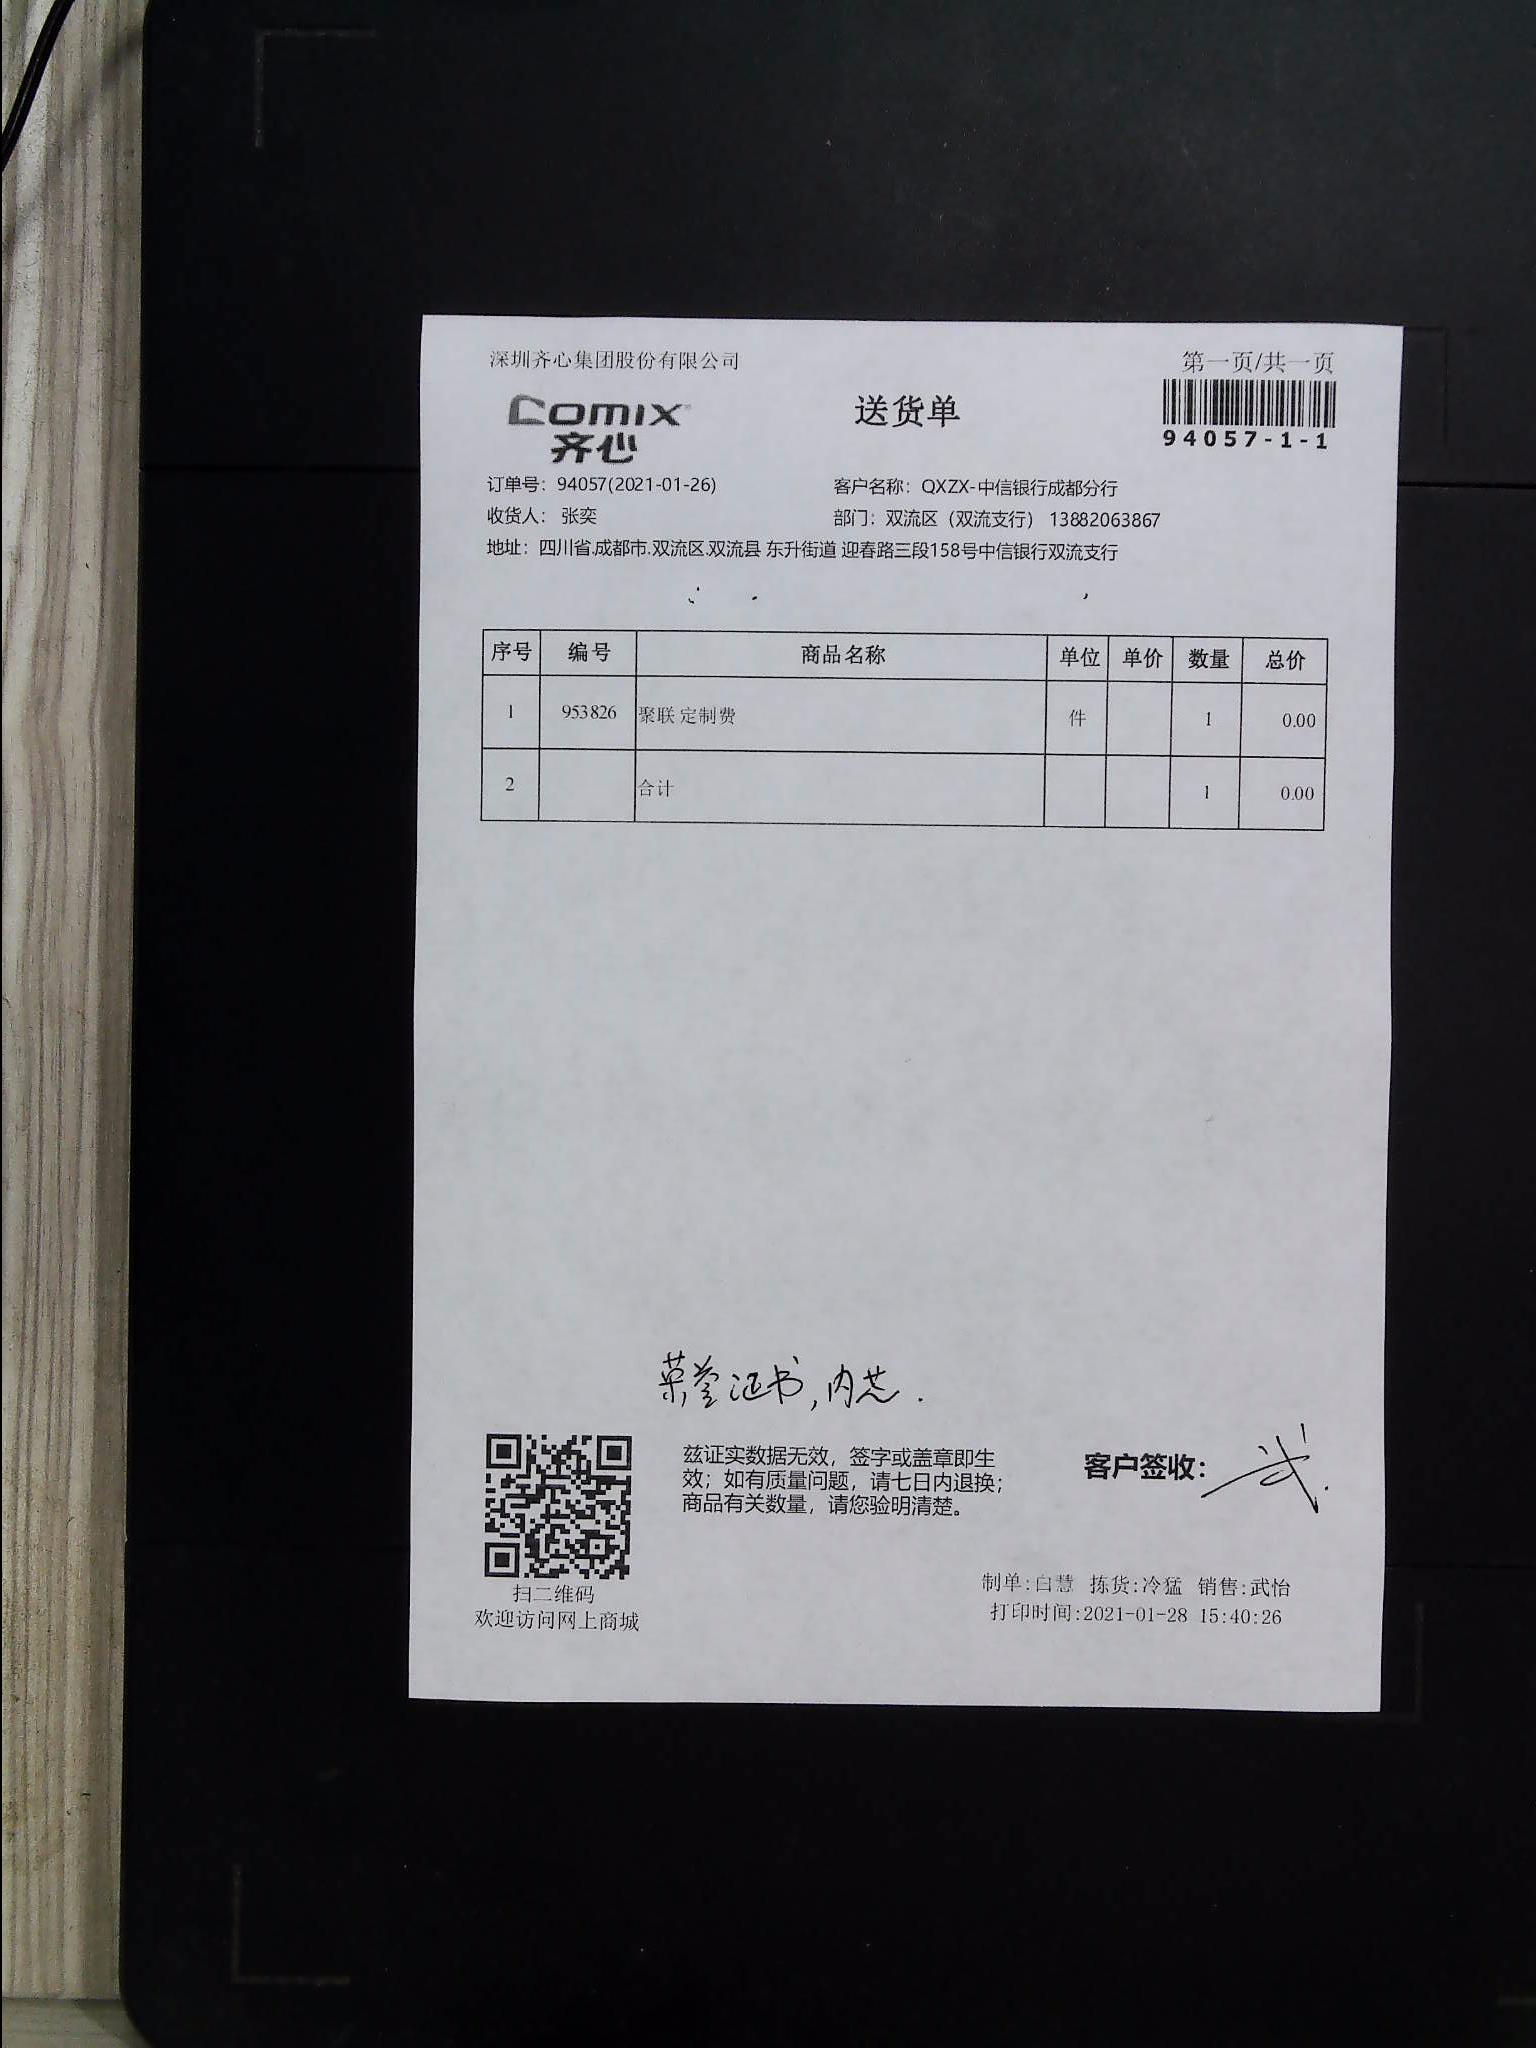 深圳齐心集团股份有限公司
第一页/共一页
COMIX
齐心
送货单
94057-1-1
订单号：94057(2021-01-26)
客户名称：QXZX-中信银行成都分行
收货人： 张奕
部门：双流区（双流支行） 13882063867
地址：四川省.成都市.双流区.双流县 东升街道 迎春路三段158号中信银行双流支行
序号 编号 商品名称 单位 单价 数量 总价
1 953826 聚联 定制费 件 1 0.00
2 合计 1 0.00
荣誉证书，内芯.
兹证实数据无效，签字或盖章即生
效；如有质量问题，请七日内退换；
商品有关数量，请您验明清楚。
客户签收：
扫二维码
欢迎访问网上商城
制单:白慧 拣货:冷猛 销售:武怡
打印时间:2021-01-28 15:40:26